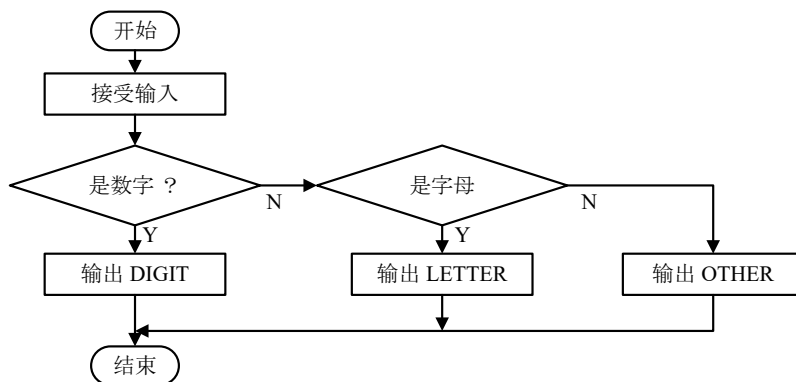 开始
接受输入
是数字 ?
N
是字母
N
Y
Y
输出 DIGIT
输出 LETTER
输出 OTHER
结束